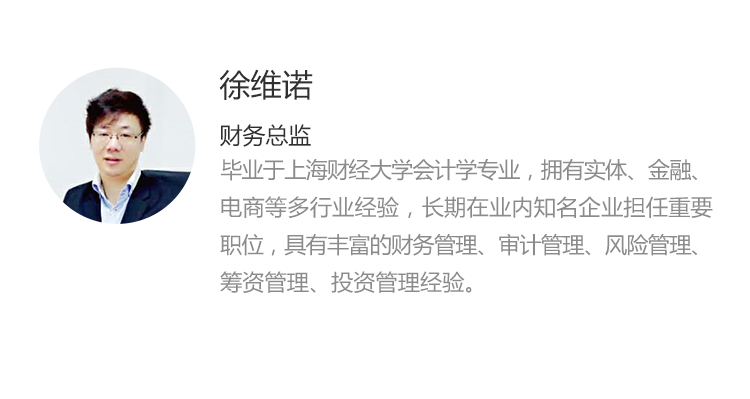 徐维诺
财务总监
毕业于上海财经大学会计学专业，拥有实体、金融、
电商等多行业经验，长期在业内知名企业担任重要
职位，具有丰富的财务管理、审计管理、风险管理、
筹资管理、投资管理经验。